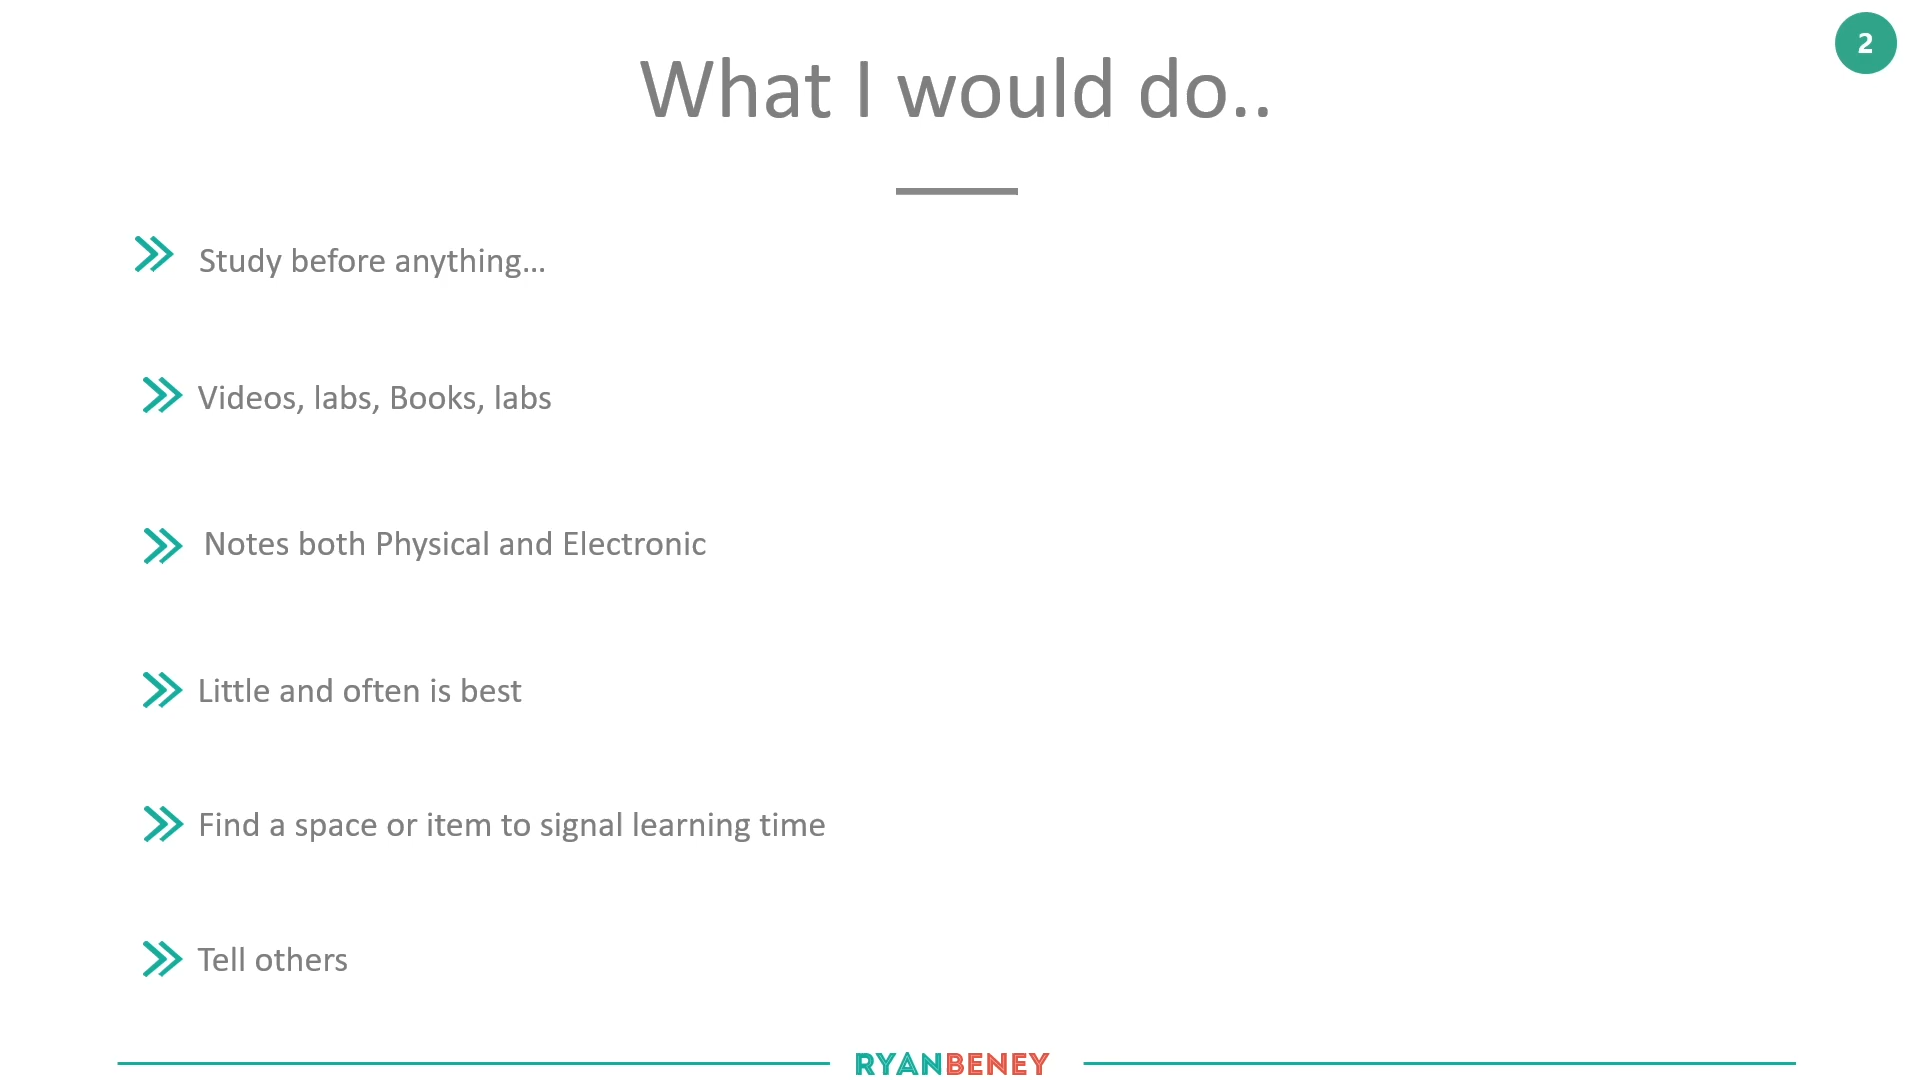 2
What I would do..
Study before anything...
Videos, labs, Books, labs
Notes both Physical and Electronic
Little and often is best
Find a space or item to signal learning time
Tell others
RYANBENEY